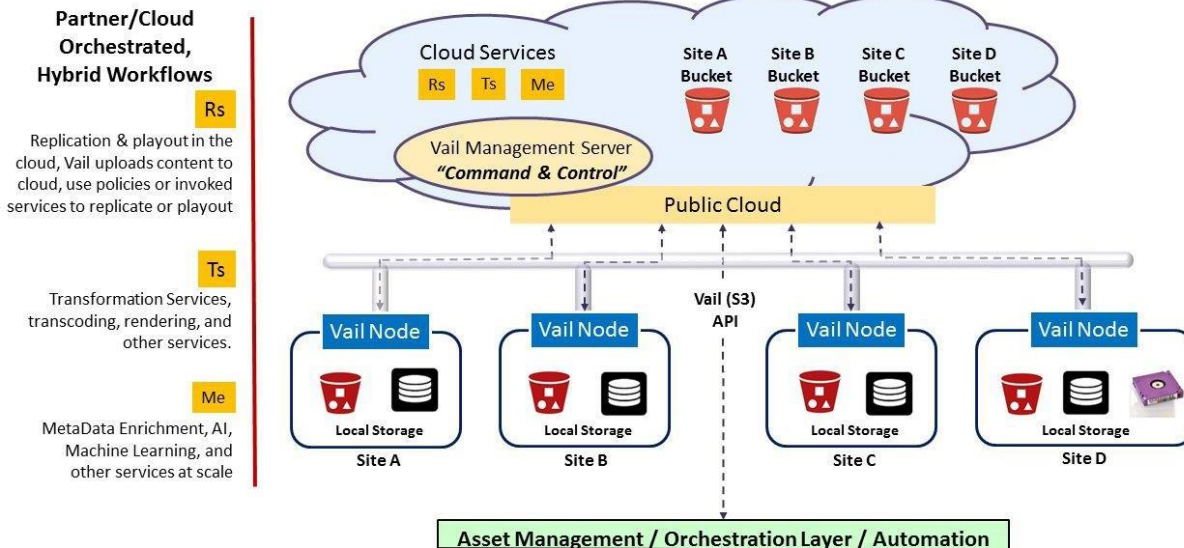 Partner/Cloud
Orchestrated,
Hybrid Workflows
Rs
Replication & playout in the
cloud, Vail uploads content to
cloud, use policies or invoked
services to replicate or playout
Ts
Transformation Services,
transcoding, rendering, and
other services.
Me
MetaData Enrichment, AI,
Machine Learning, and
other services at scale
Cloud Services
Rs Ts Me
Site A
Bucket
Site B
Bucket
Site C
Bucket
Site D
Bucket
Vail Management Server
“Command & Control”
Public Cloud
Vail (S3)
API
Vail Node
Local Storage
Site A
Vail Node
Local Storage
Site B
Vail Node
Local Storage
Site C
Vail Node
Local Storage
Site D
Asset Management / Orchestration Layer / Automation